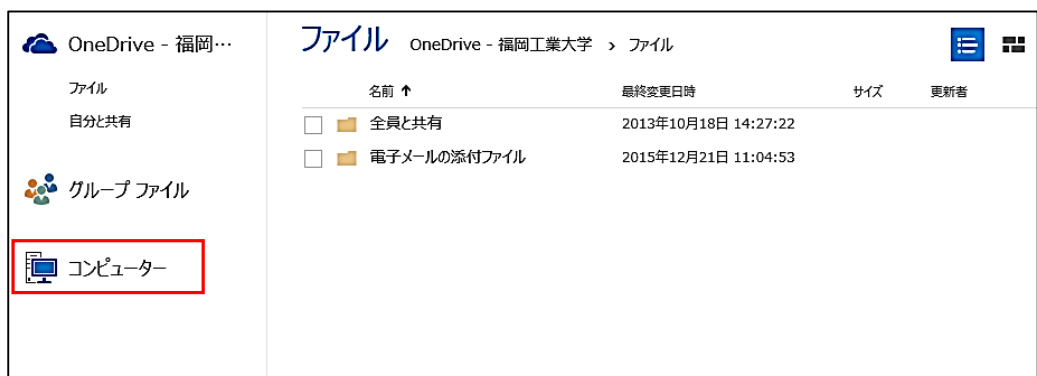 OneDrive - 福岡…
ファイル
自分と共有
グループ ファイル
コンピューター
ファイル OneDrive - 福岡工業大学 › ファイル
名前 ↑ 最終変更日時 サイズ 更新者
全員と共有 2013年10月18日 14:27:22
電子メールの添付ファイル 2015年12月21日 11:04:53